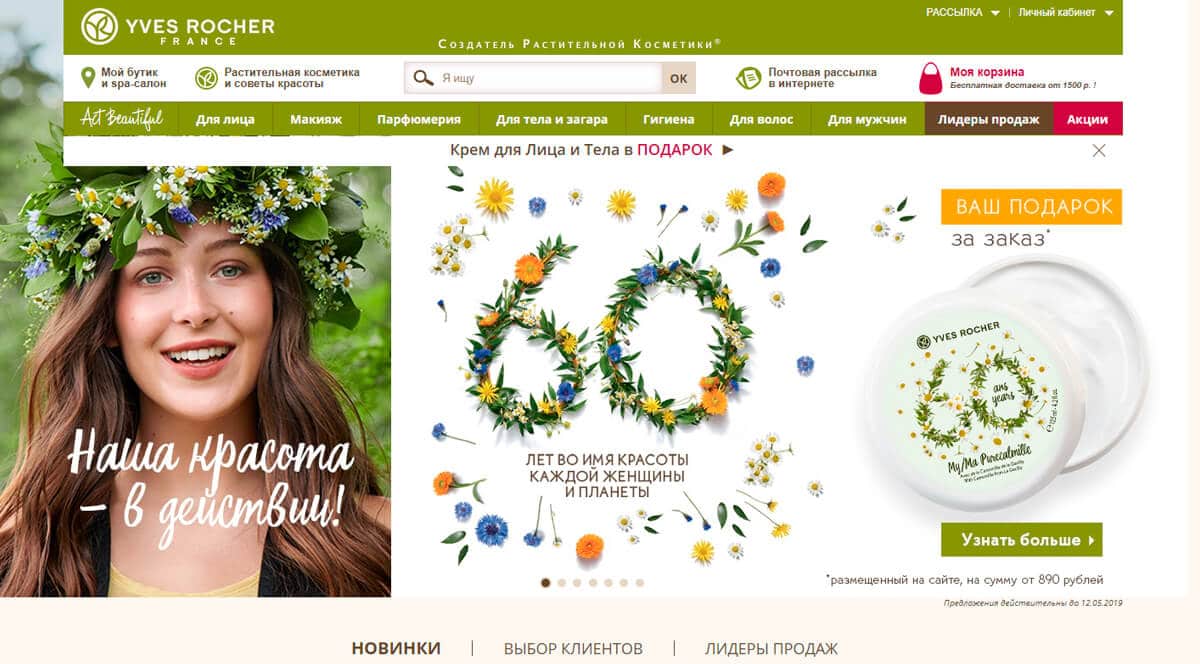 YVES ROCHER
FRANCE
Создатель Растительной Косметики®
РАССЫЛКА
Личный кабинет
Мой бутик
и spa-салон
Растительная косметика
и советы красоты
Я ищу
OK
Почтовая рассылка
в интернете
Моя корзина
Бесплатная доставка от 1500 р. !
Act Beautiful
Для лица
Макияж
Парфюмерия
Для тела и загара
Гигиена
Для волос
Для мужчин
Лидеры продаж
Акции
Крем для Лица и Тела в ПОДАРОК
Наша красота
– в действии!
60
ЛЕТ ВО ИМЯ КРАСОТЫ
КАЖДОЙ ЖЕНЩИНЫ
И ПЛАНЕТЫ
ВАШ ПОДАРОК
за заказ*
YVES ROCHER
60
ans
years
My/Ma Purecalmille
Узнать больше
*размещенный на сайте, на сумму от 890 рублей
Предложения действительны до 12.05.2019
НОВИНКИ
ВЫБОР КЛИЕНТОВ
ЛИДЕРЫ ПРОДАЖ